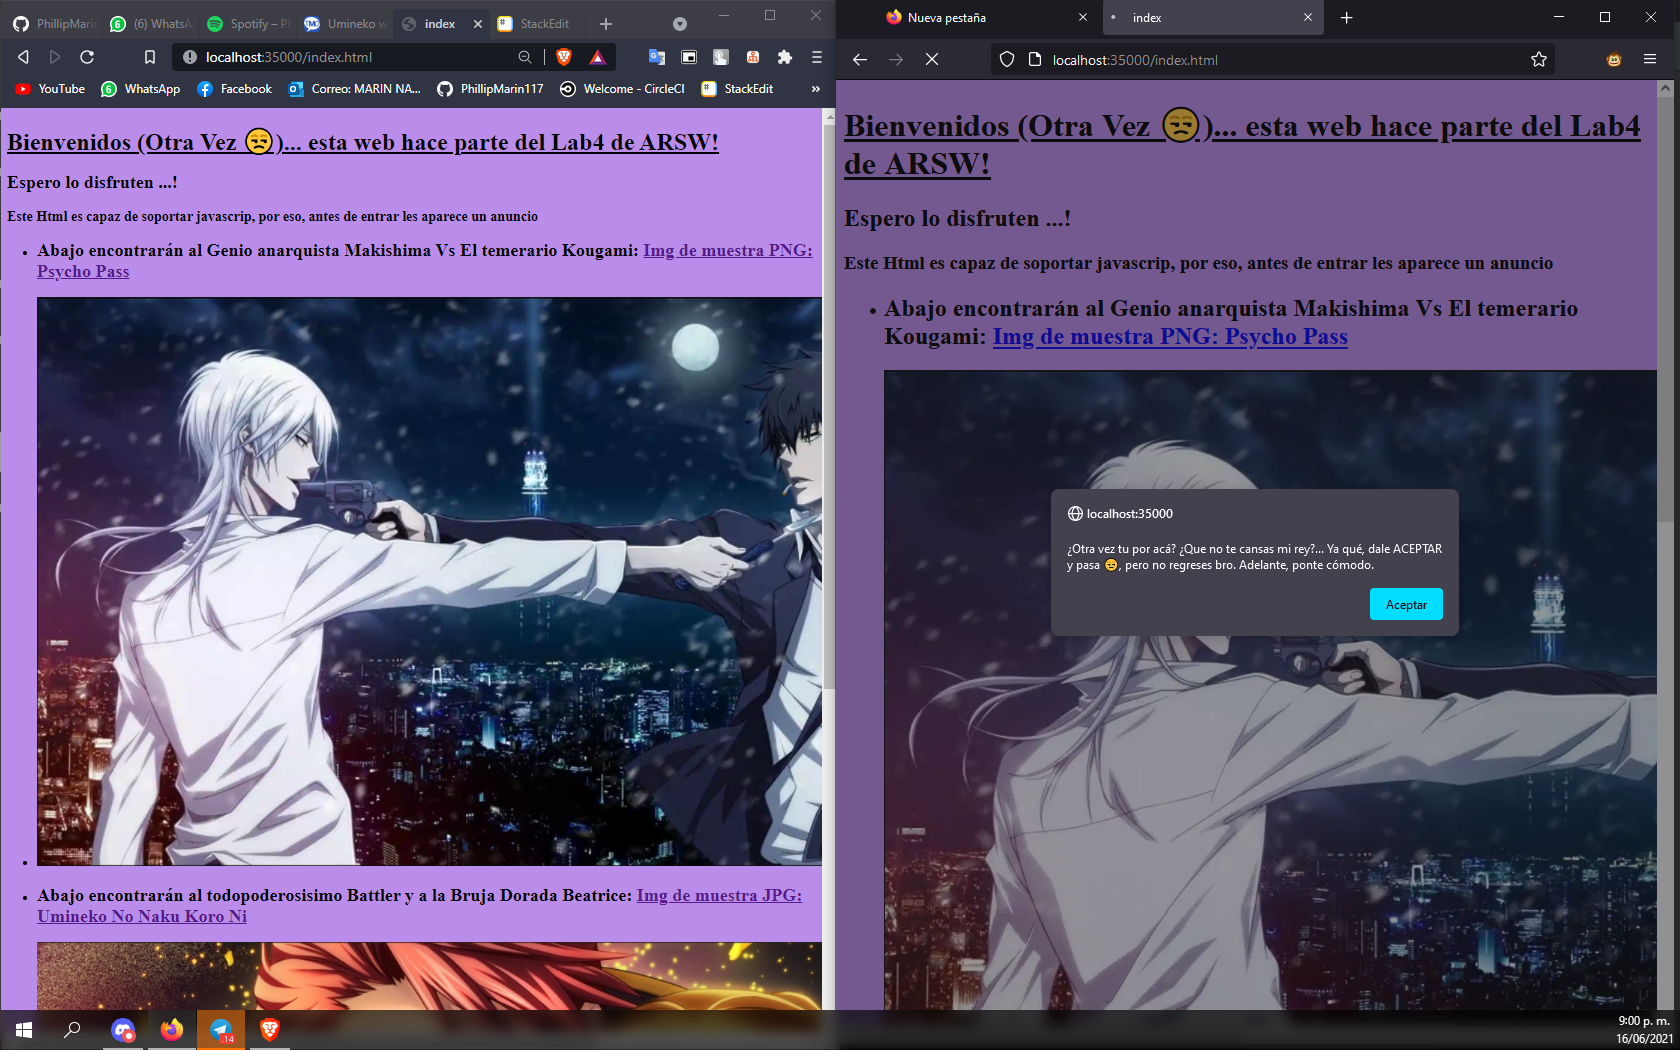 PhillipMarin
(6) WhatsA
Spotify – P
Umineko w
index
StackEdit
localhost:35000/index.html
YouTube
WhatsApp
Facebook
Correo: MARIN NA...
PhillipMarin117
Welcome - CircleCI
StackEdit
»
Bienvenidos (Otra Vez 😒)... esta web hace parte del Lab4 de ARSW!
Espero lo disfruten ...!
Este Html es capaz de soportar javascrip, por eso, antes de entrar les aparece un anuncio
• Abajo encontrarán al Genio anarquista Makishima Vs El temerario Kougami: Img de muestra PNG:
Psycho Pass
• Abajo encontrarán al todopoderosisimo Battler y a la Bruja Dorada Beatrice: Img de muestra JPG:
Umineko No Naku Koro Ni
Nueva pestaña
index
localhost:35000/index.html
Bienvenidos (Otra Vez 😒)... esta web hace parte del Lab4
de ARSW!
Espero lo disfruten ...!
Este Html es capaz de soportar javascrip, por eso, antes de entrar les aparece un anuncio
• Abajo encontrarán al Genio anarquista Makishima Vs El temerario
Kougami: Img de muestra PNG: Psycho Pass
localhost:35000
¿Otra vez tu por acá? ¿Que no te cansas mi rey?... Ya qué, dale ACEPTAR
y pasa 😒, pero no regreses bro. Adelante, ponte cómodo.
Aceptar
9:00 p. m.
16/06/2021